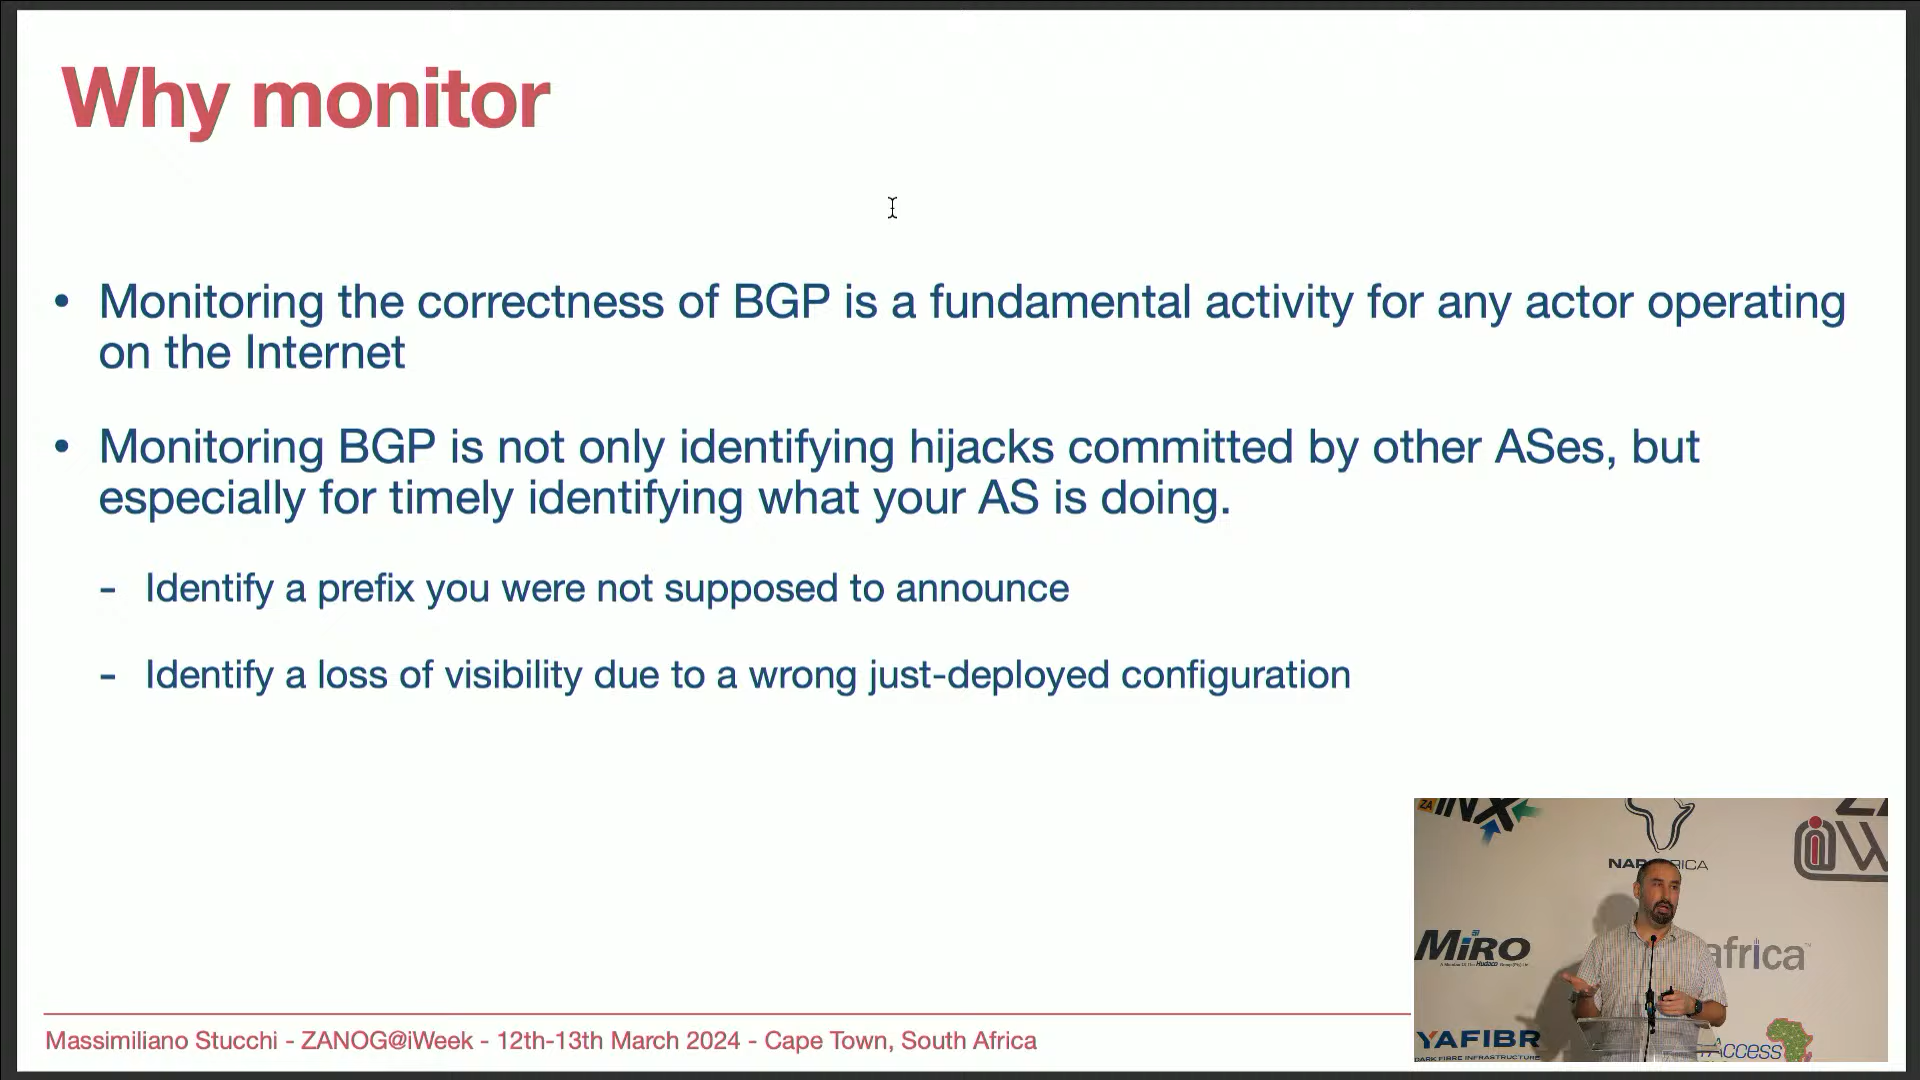 Why monitor
• Monitoring the correctness of BGP is a fundamental activity for any actor operating
on the Internet
• Monitoring BGP is not only identifying hijacks committed by other ASes, but
especially for timely identifying what your AS is doing.
- Identify a prefix you were not supposed to announce
- Identify a loss of visibility due to a wrong just-deployed configuration
Massimiliano Stucchi - ZANOG@iWeek - 12th-13th March 2024 - Cape Town, South Africa
ZA
INX
MiRO
africa
YAFIBR
DARK FIBRE INFRASTRUCTURE
Access